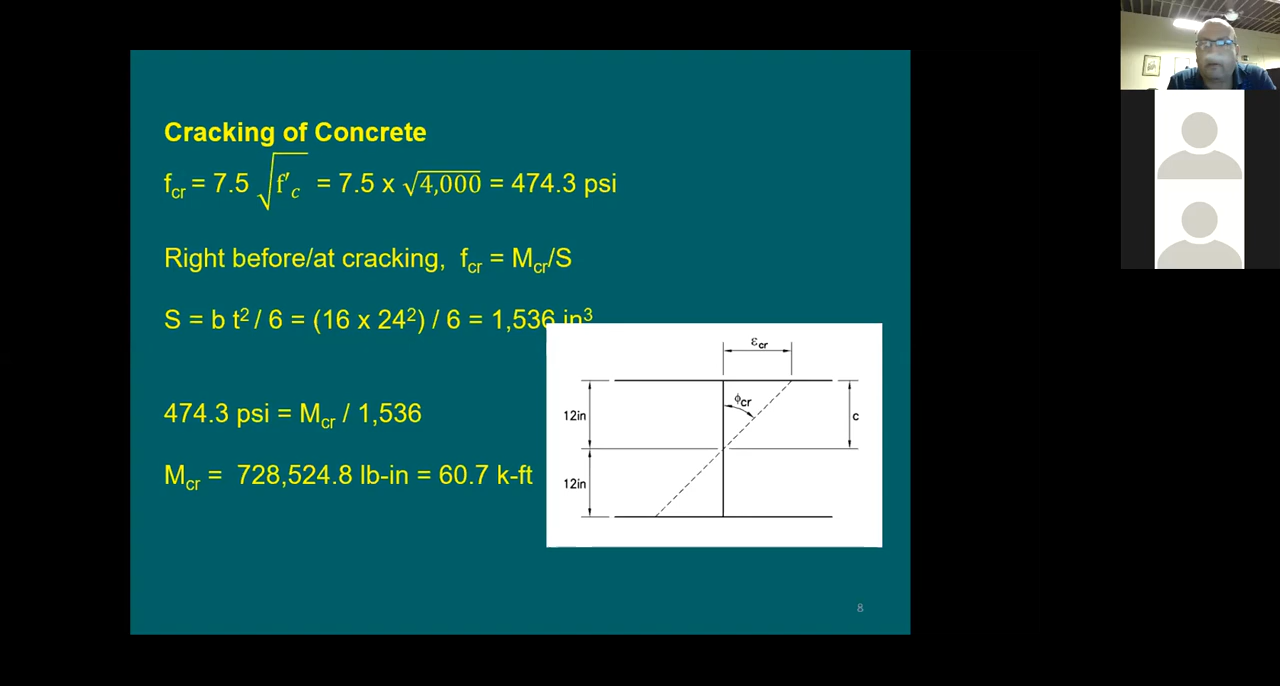 Cracking of Concrete
f_cr = 7.5 √f′_c = 7.5 x √4,000 = 474.3 psi
Right before/at cracking, f_cr = M_cr/S
S = b t² / 6 = (16 x 24²) / 6 = 1,536 in³
ε_cr
ϕ_cr
12in
c
12in
474.3 psi = M_cr / 1,536
M_cr = 728,524.8 lb-in = 60.7 k-ft
8